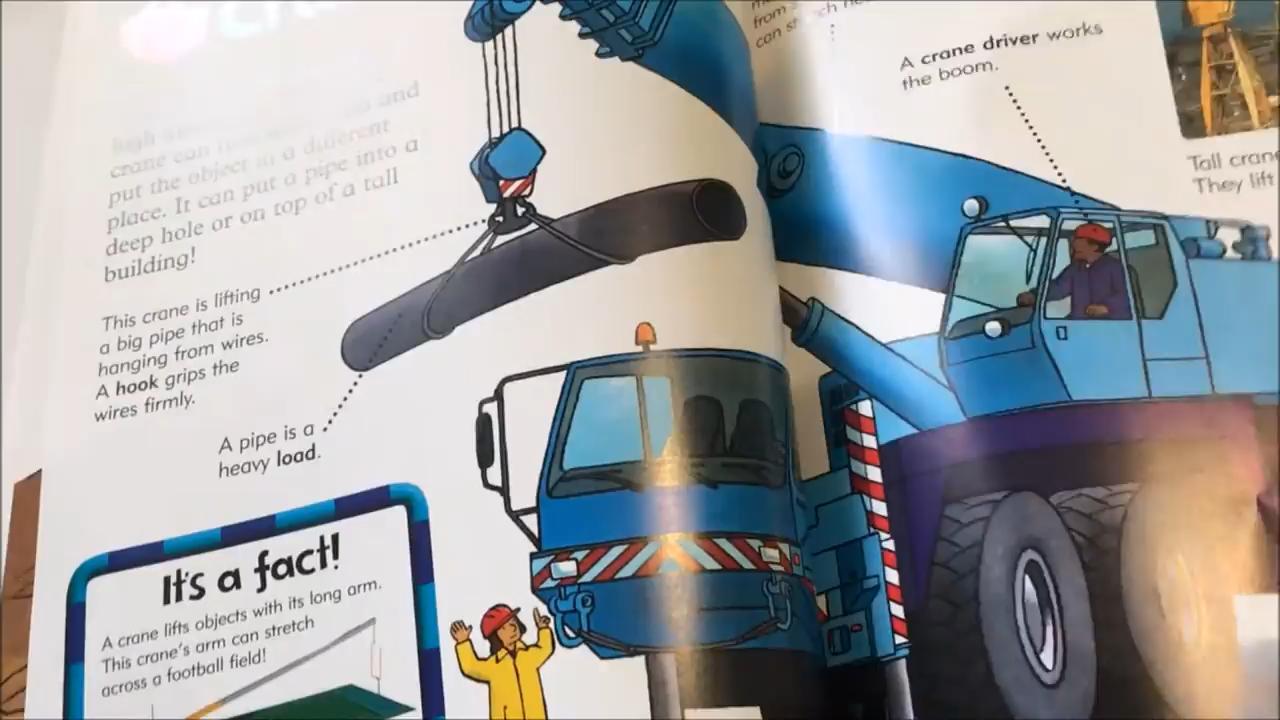 and
crane can
put the object in a different
place. It can put a pipe into a
deep hole or on top of a tall
building!
This crane is lifting
a big pipe that is
hanging from wires.
A hook grips the
wires firmly.
A pipe is a
heavy load.
It's a fact!
A crane lifts objects with its long arm.
This crane's arm can stretch
across a football field!
from
can
A crane driver works
the boom.
Tall crane
They lift